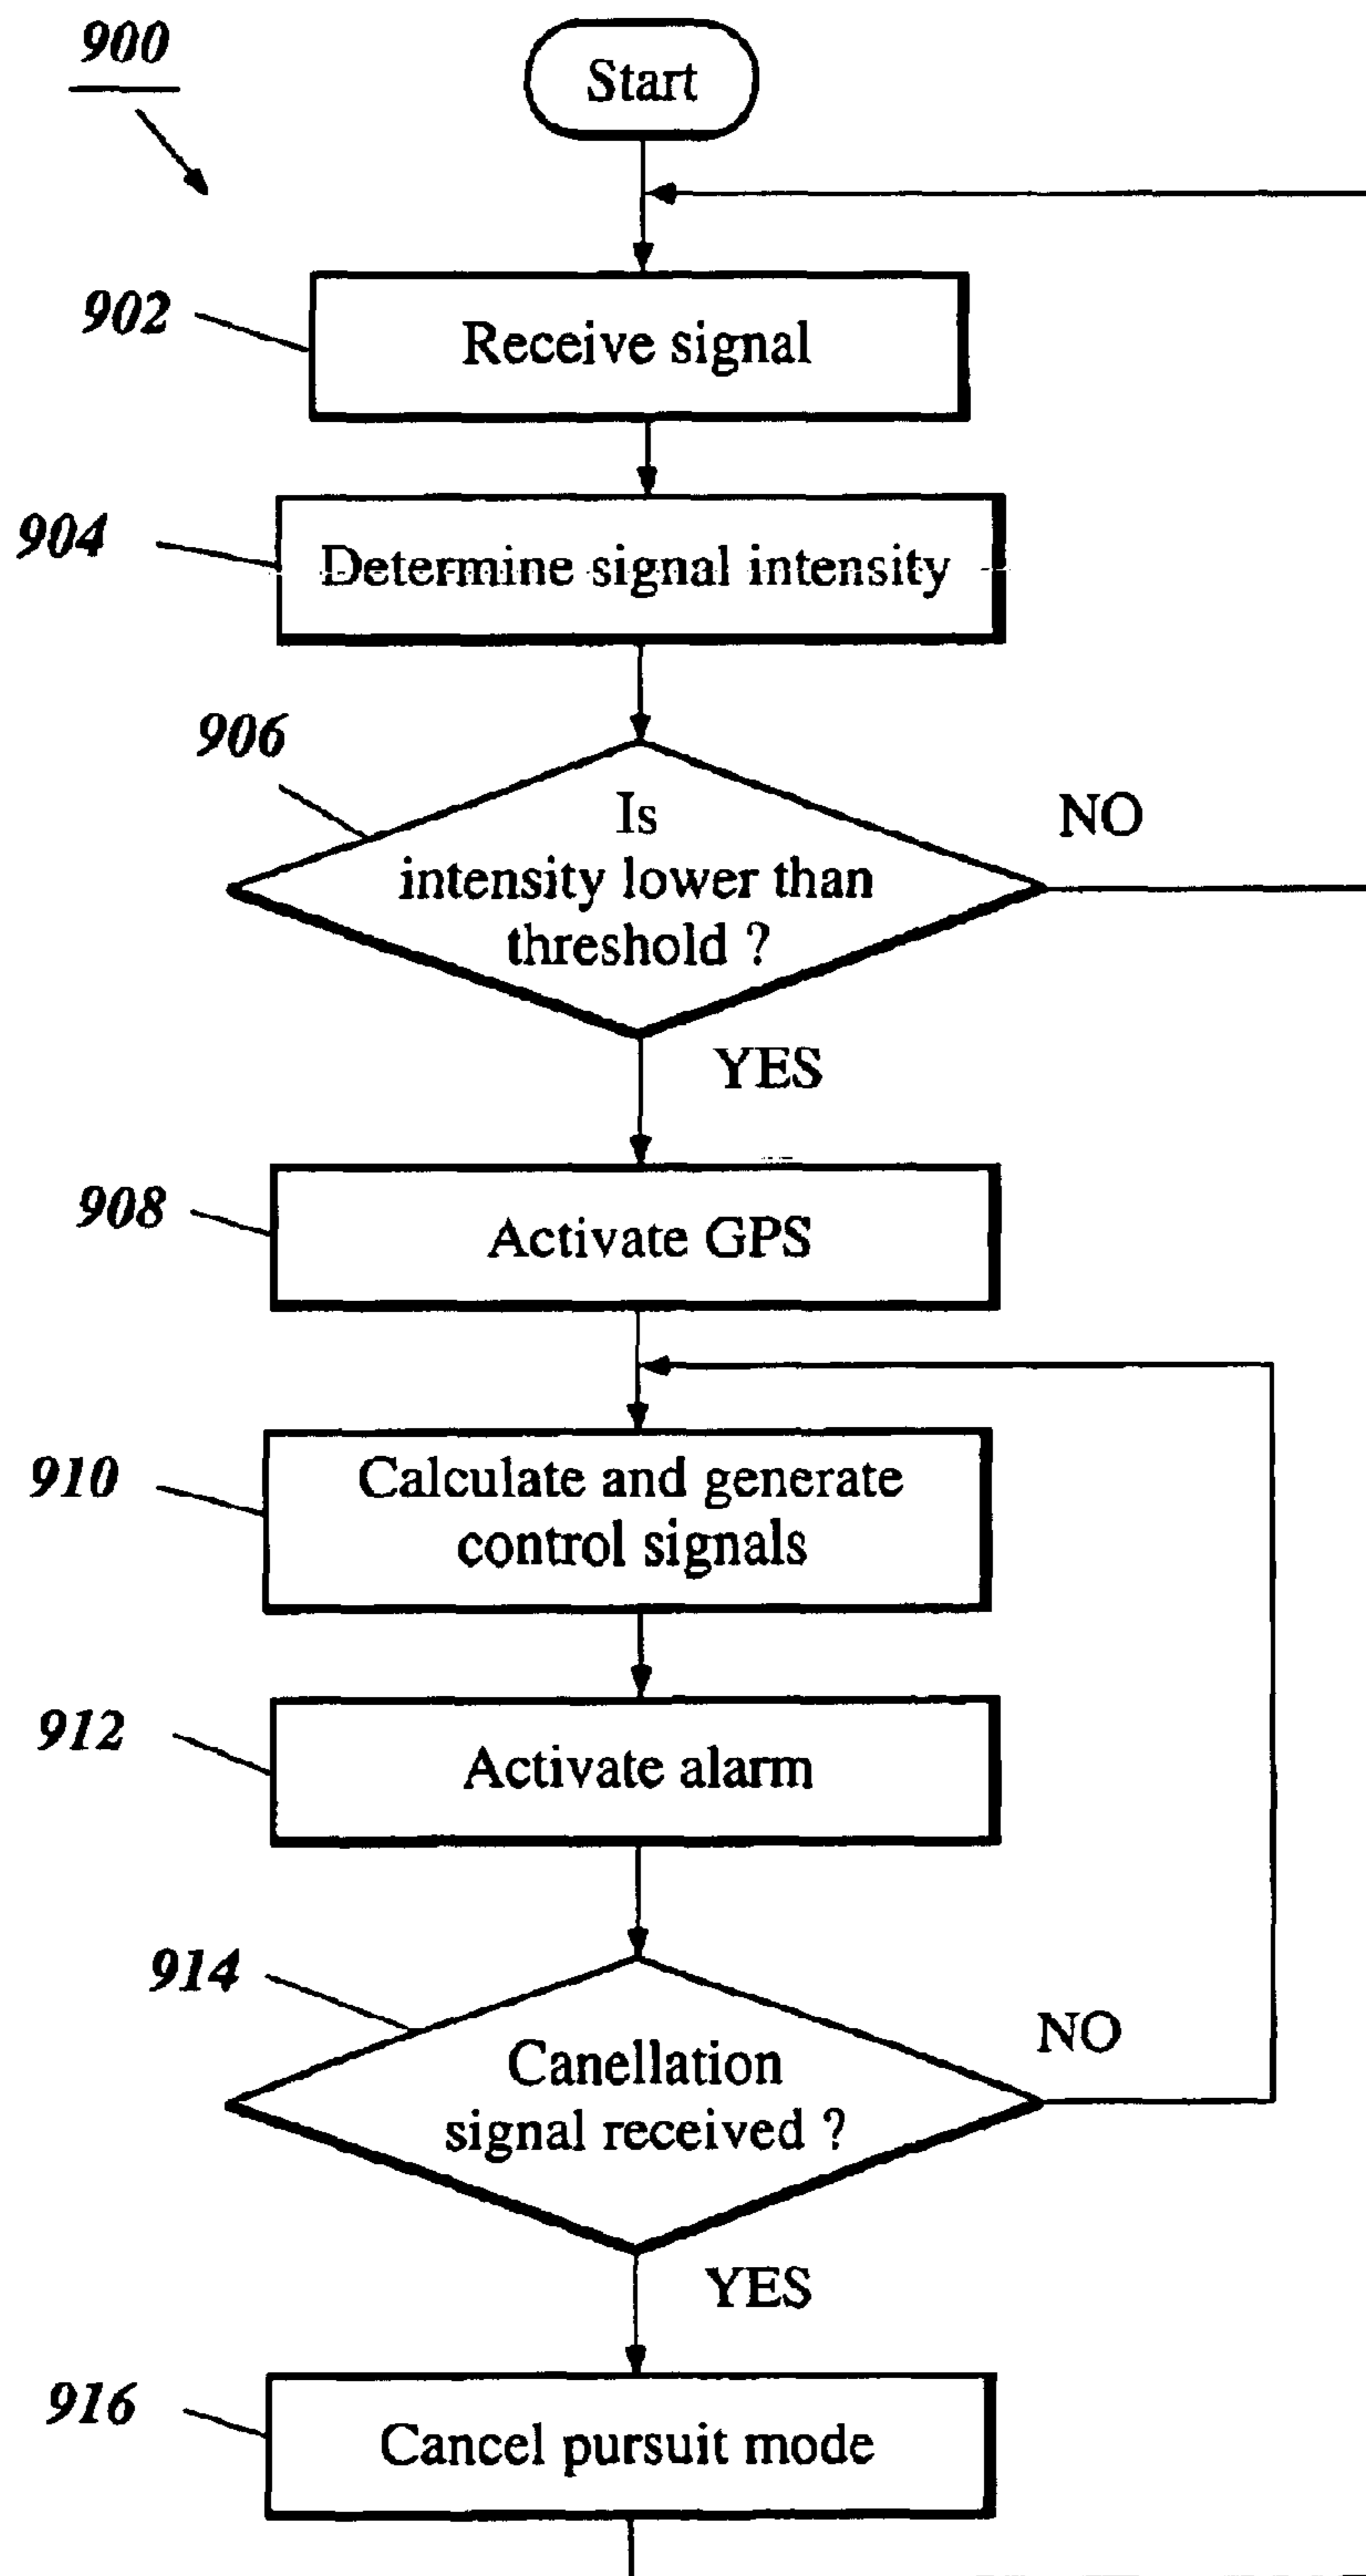 900
Start
902
Receive signal
904
Determine signal intensity
906
Is
intensity lower than
threshold ?
NO
YES
908
Activate GPS
910
Calculate and generate
control signals
912
Activate alarm
914
Canellation
signal received ?
NO
YES
916
Cancel pursuit mode